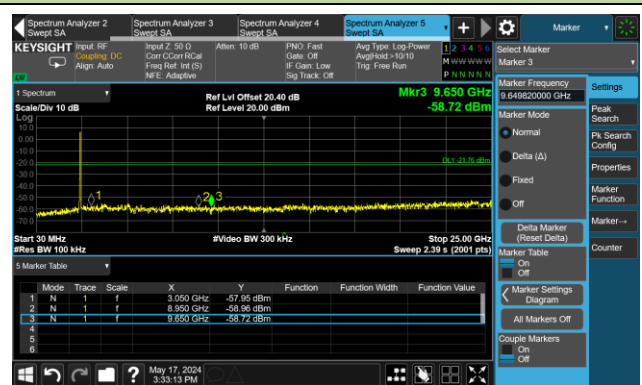 Spectrum Analyzer 2
Swept SA
Spectrum Analyzer 3
Swept SA
Spectrum Analyzer 4
Swept SA
Spectrum Analyzer 5
Swept SA
Marker
KEYSIGHT
Input: RF
Coupling: DC
Align: Auto
Input Z: 50 Ω
Corr CCorr RCal
Freq Ref: Int (S)
NFE: Adaptive
Atten: 10 dB
PNO: Fast
Gate: Off
IF Gain: Low
Sig Track: Off
Avg Type: Log-Power
Avg|Hold:>10/10
Trig: Free Run
1 2 3 4 5 6
M W W W W W
P N N N N N
LXI
1 Spectrum
Scale/Div 10 dB
Ref Lvl Offset 20.40 dB
Ref Level 20.00 dBm
Mkr3 9.650 GHz
-58.72 dBm
Log
10.0
0.00
-10.0
-20.0
-30.0
-40.0
-50.0
-60.0
-70.0
DL1 -21.76 dBm
1
2
3
Start 30 MHz
#Video BW 300 kHz
Stop 25.00 GHz
#Res BW 100 kHz
Sweep 2.39 s (2001 pts)
5 Marker Table
Mode Trace Scale X Y Function Function Width Function Value
1 N 1 f 3.050 GHz -57.95 dBm
2 N 1 f 8.950 GHz -58.96 dBm
3 N 1 f 9.650 GHz -58.72 dBm
4
5
6
May 17, 2024
3:33:13 PM
Select Marker
Marker 3
Marker Frequency
9.649820000 GHz
Marker Mode
Normal
Delta (Δ)
Fixed
Off
Delta Marker
(Reset Delta)
Marker Table
On
Off
Marker Settings
Diagram
All Markers Off
Couple Markers
On
Off
Settings
Peak
Search
Pk Search
Config
Properties
Marker
Function
Marker→
Counter